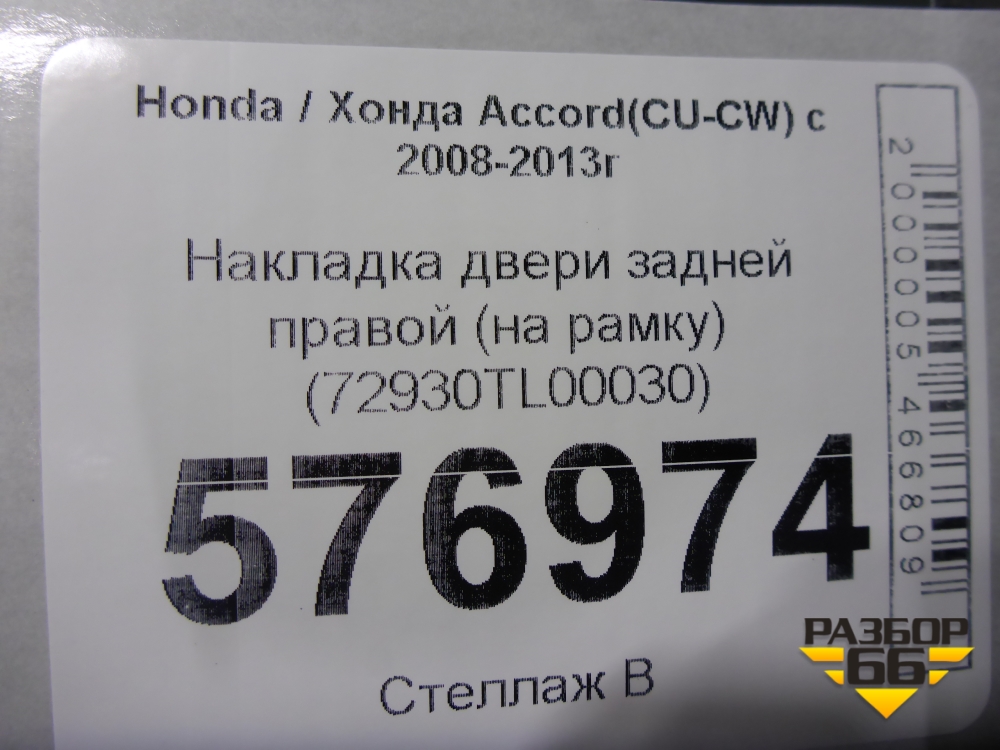 Honda / Хонда Accord(CU-CW) с
2008-2013г
Накладка двери задней
правой (на рамку)
(72930TL00030)
576974
Стеллаж В
2000005466809
РАЗБОР
66